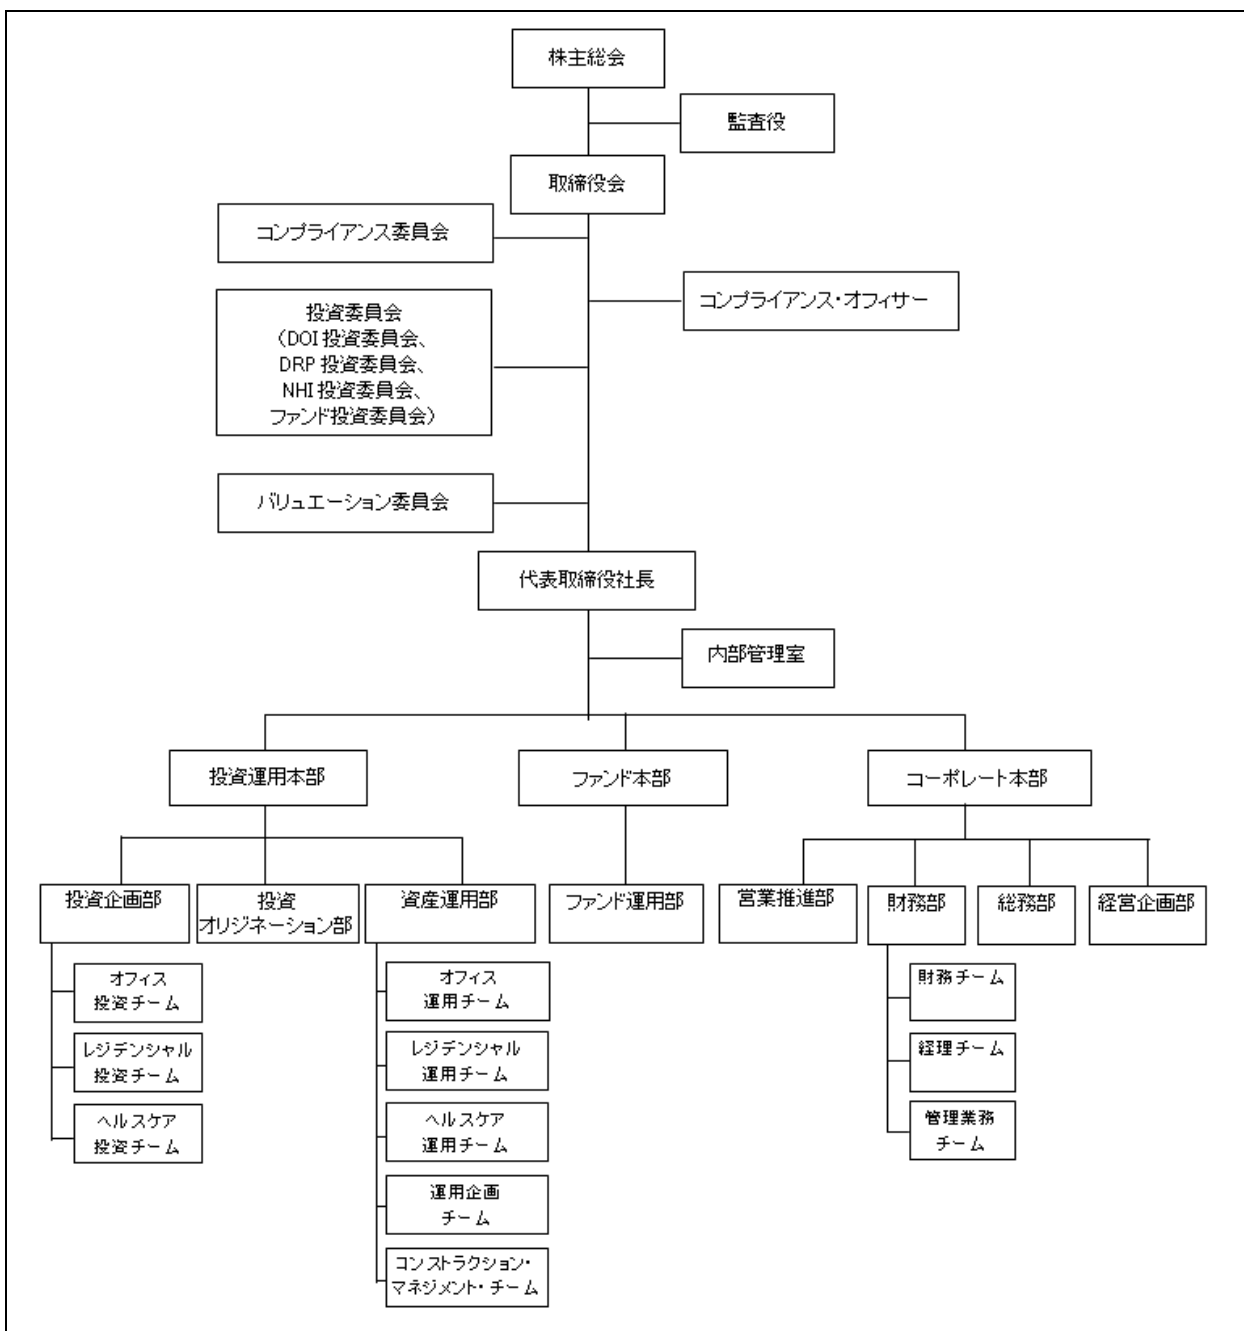 株主総会
監査役
取締役会
コンプライアンス委員会
コンプライアンス・オフィサー
投資委員会
（DOI 投資委員会、
DRP 投資委員会、
NHI 投資委員会、
ファンド投資委員会）
バリュエーション委員会
代表取締役社長
内部管理室
投資運用本部
ファンド本部
コーポレート本部
投資企画部
投資
オリジネーション部
資産運用部
ファンド運用部
営業推進部
財務部
総務部
経営企画部
オフィス
投資チーム
レジデンシャル
投資チーム
ヘルスケア
投資チーム
オフィス
運用チーム
レジデンシャル
運用チーム
ヘルスケア
運用チーム
運用企画
チーム
コンストラクション・
マネジメント・チーム
財務チーム
経理チーム
管理業務
チーム